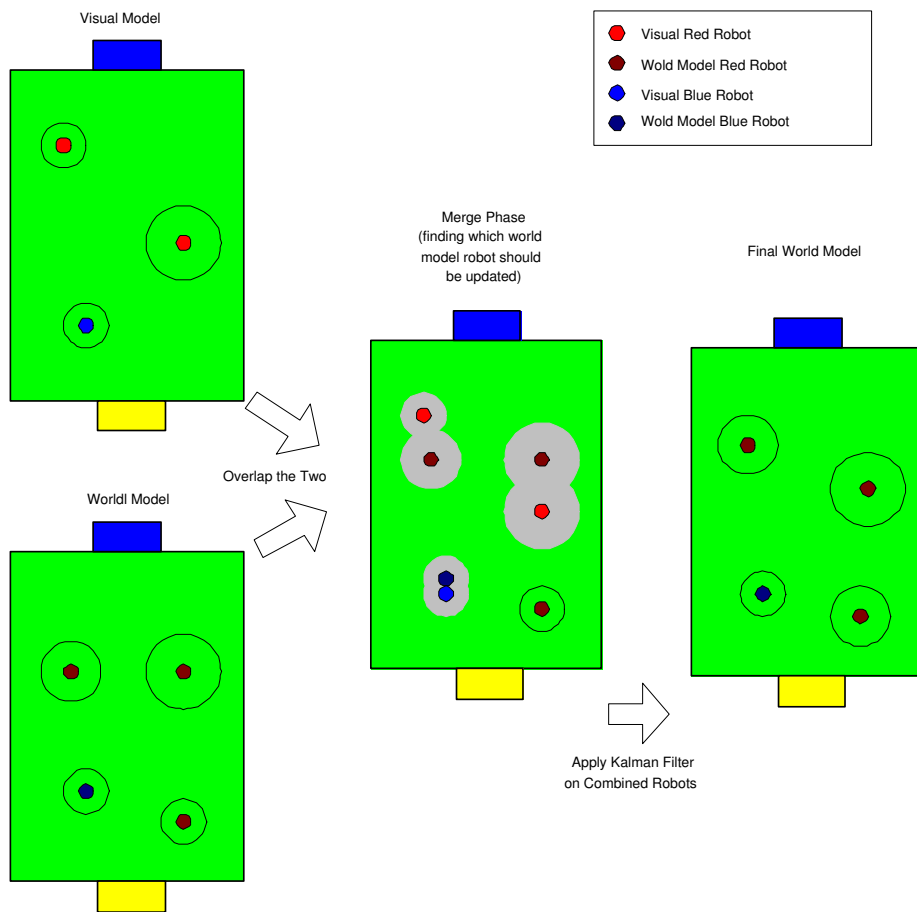 Visual Model
Visual Red Robot
Wold Model Red Robot
Visual Blue Robot
Wold Model Blue Robot
Merge Phase
(finding which world
model robot should
be updated)
Final World Model
Overlap the Two
Worldl Model
Apply Kalman Filter
on Combined Robots